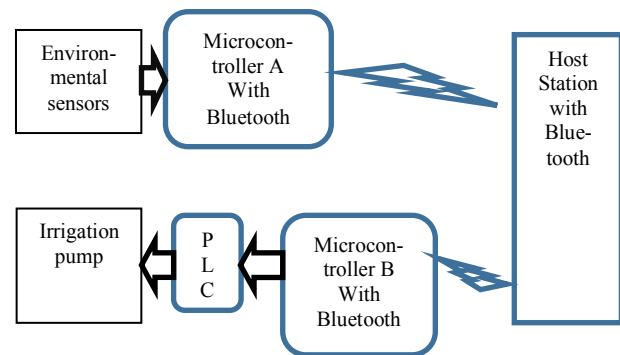 Environ-
mental
sensors
Microcon-
troller A
With
Bluetooth
Host
Station
with
Blue-
tooth
Irrigation
pump
P
L
C
Microcon-
troller B
With
Bluetooth